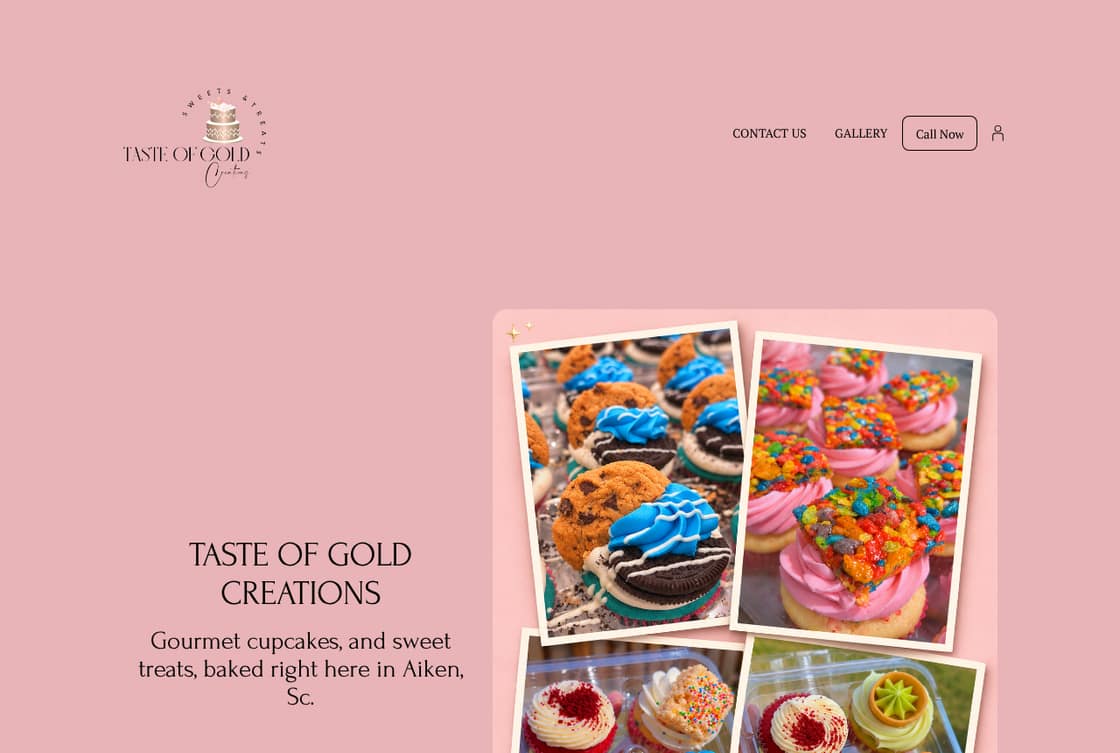 SWEETS & TREATS
TASTE OF GOLD
Creations
CONTACT US
GALLERY
Call Now
TASTE OF GOLD
CREATIONS
Gourmet cupcakes, and sweet
treats, baked right here in Aiken,
Sc.